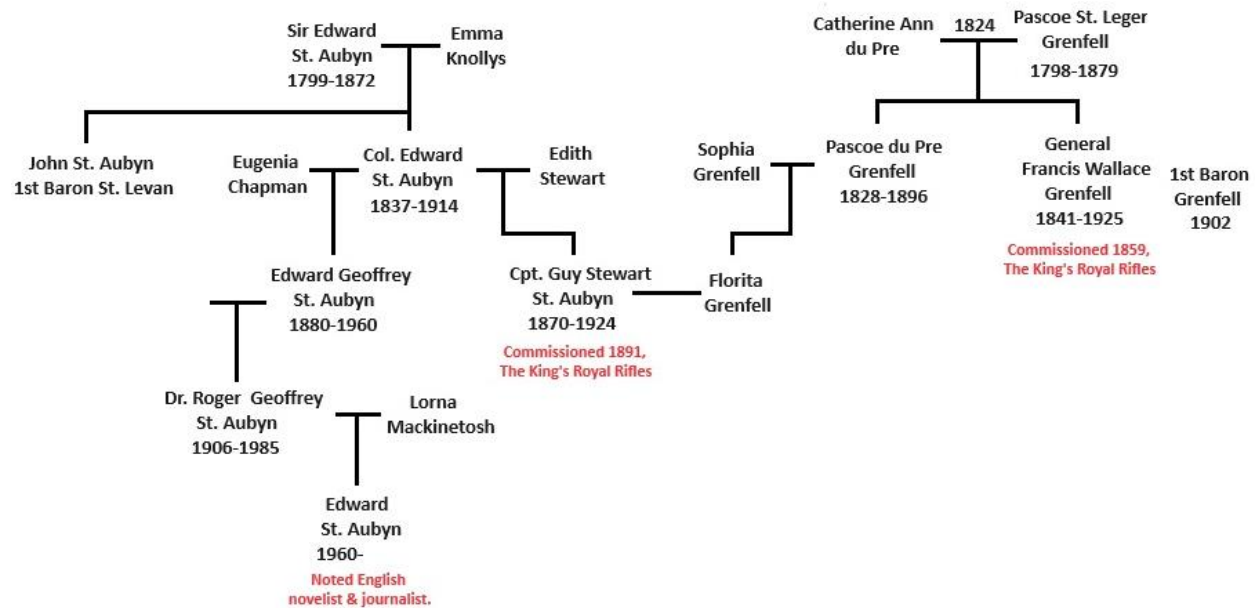 Sir Edward
St. Aubyn
1799-1872
Emma
Knollys
Catherine Ann
du Pre
1824
Pascoe St. Leger
Grenfell
1798-1879
John St. Aubyn
1st Baron St. Levan
Eugenia
Chapman
Col. Edward
St. Aubyn
1837-1914
Edith
Stewart
Sophia
Grenfell
Pascoe du Pre
Grenfell
1828-1896
General
Francis Wallace
Grenfell
1841-1925
Commissioned 1859,
The King's Royal Rifles
1st Baron
Grenfell
1902
Edward Geoffrey
St. Aubyn
1880-1960
Cpt. Guy Stewart
St. Aubyn
1870-1924
Commissioned 1891,
The King's Royal Rifles
Florita
Grenfell
Dr. Roger Geoffrey
St. Aubyn
1906-1985
Lorna
Mackinetosh
Edward
St. Aubyn
1960-
Noted English
novelist & journalist.